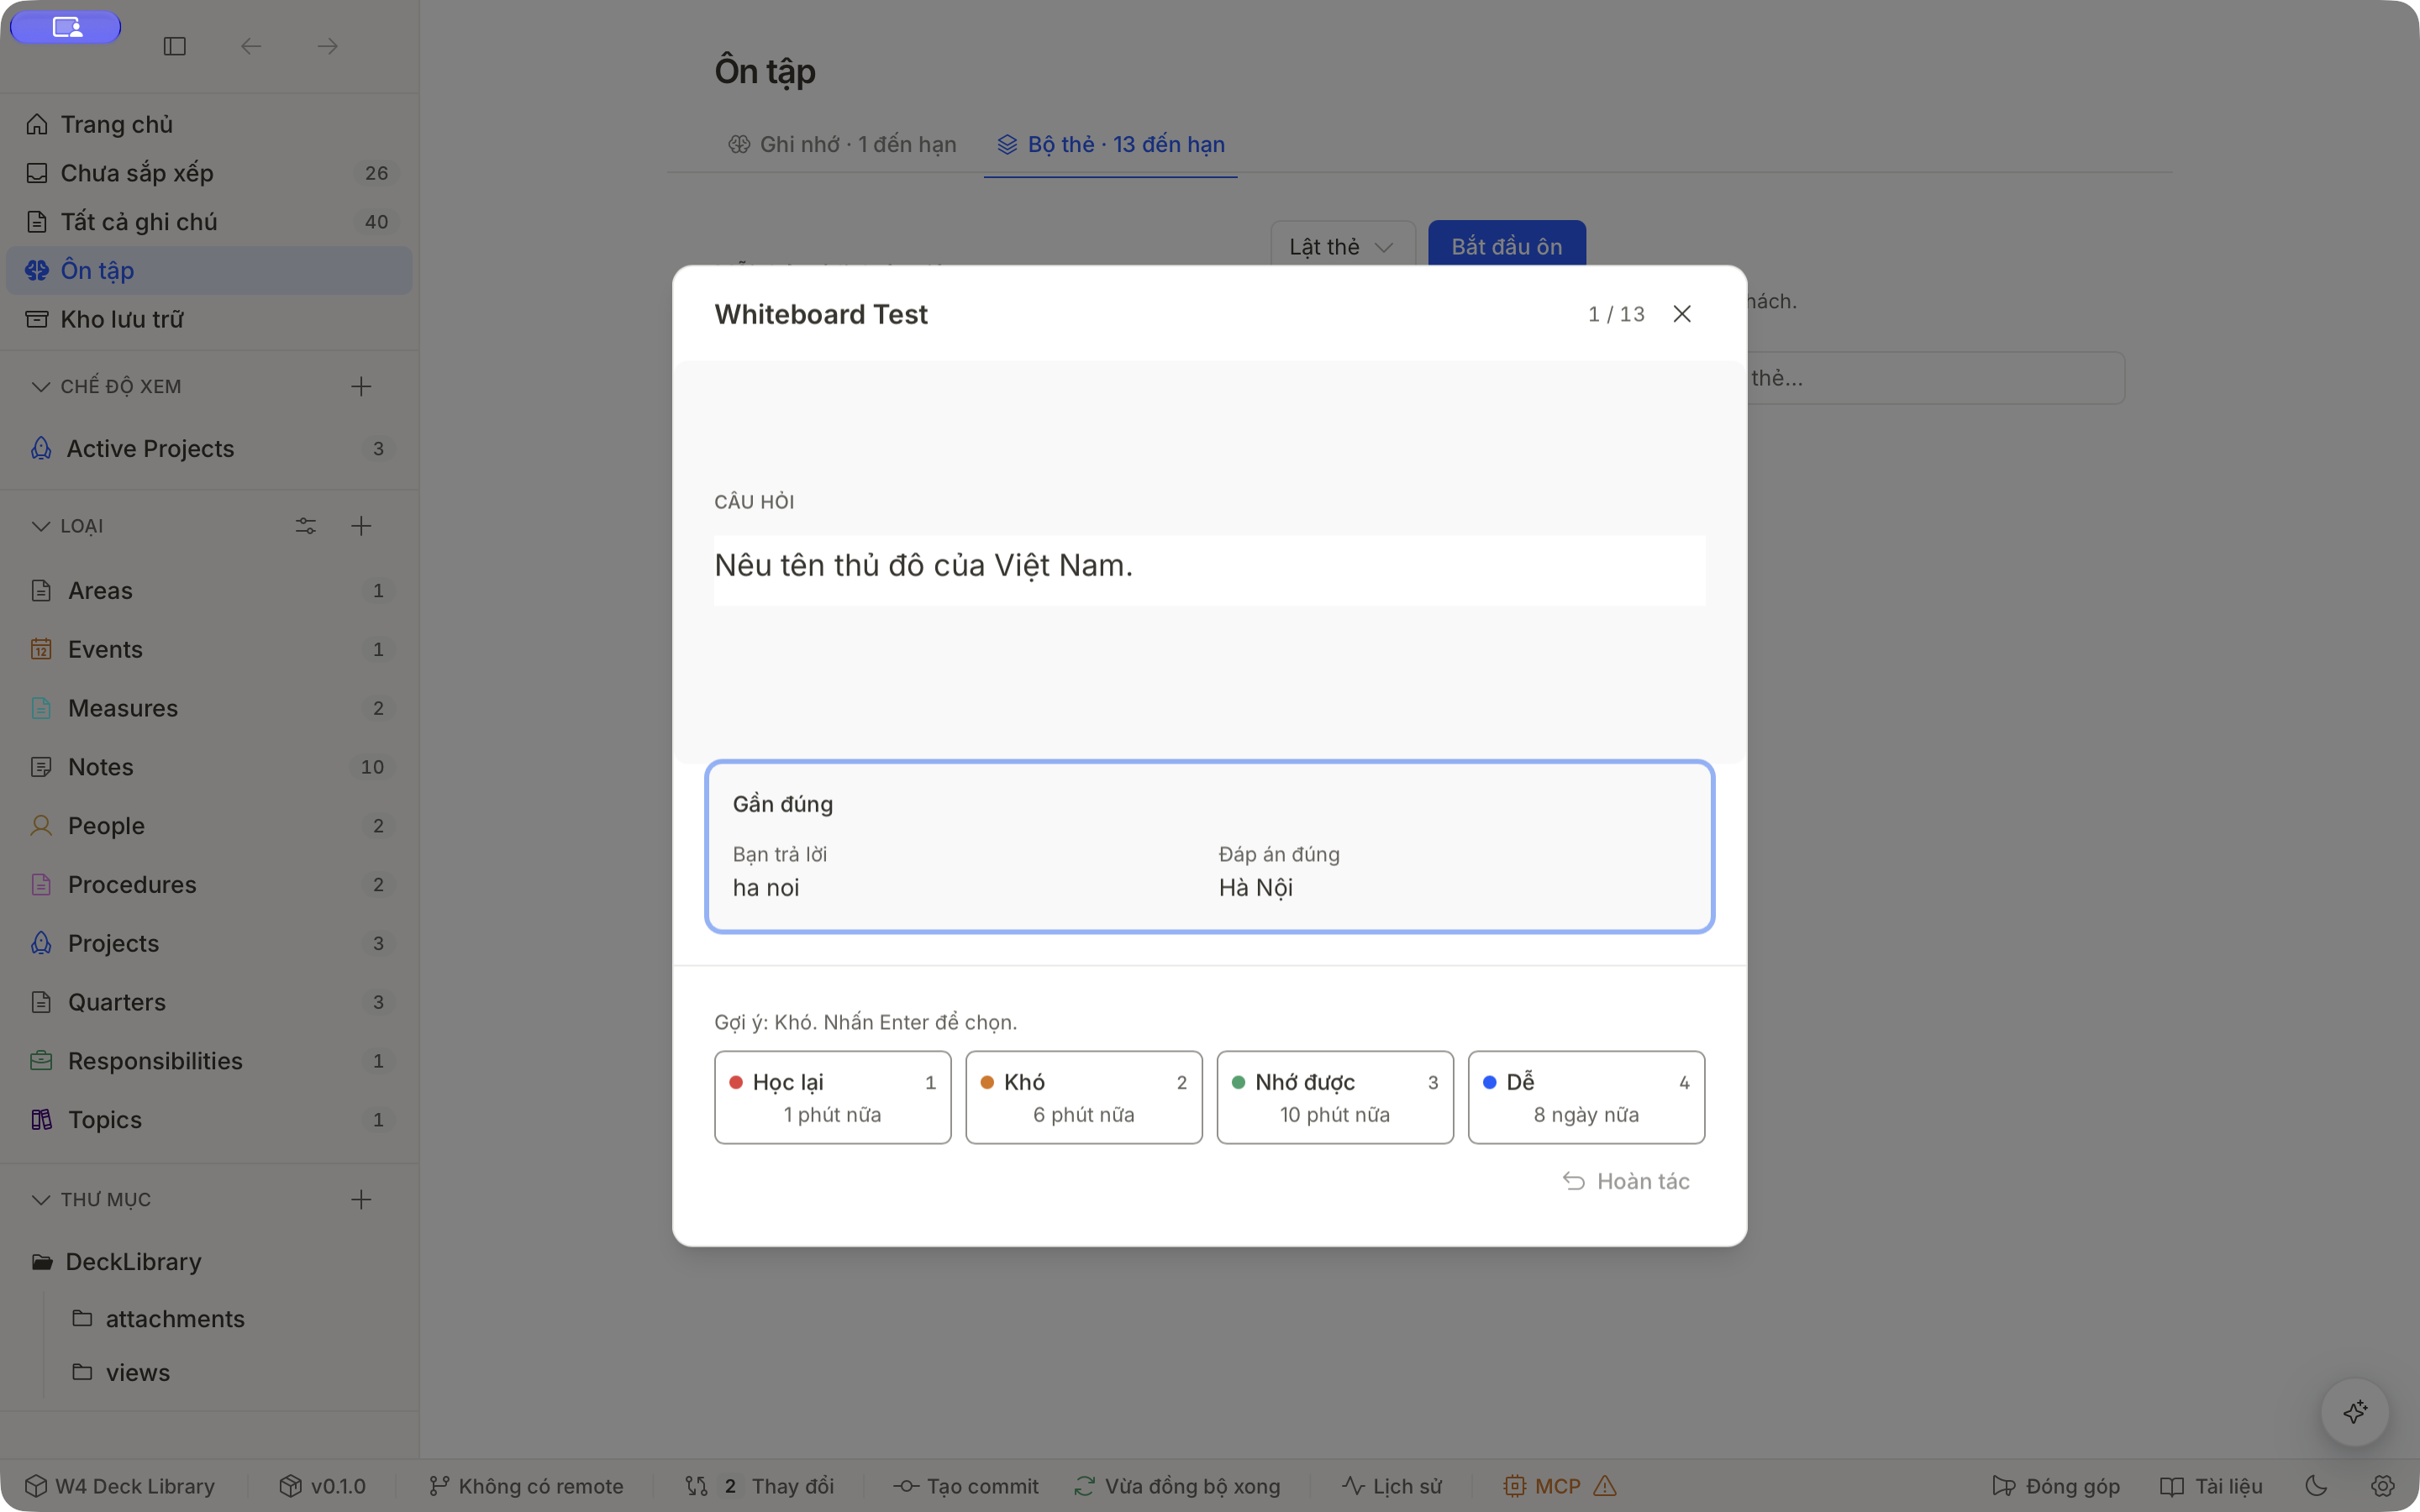 Ôn tập
Trang chủ
Chưa sắp xếp 26
Tất cả ghi chú 40
Ôn tập
Kho lưu trữ
CHẾ ĐỘ XEM
Active Projects 3
LOẠI
Areas 1
Events 1
Measures 2
Notes 10
People 2
Procedures 2
Projects 3
Quarters 3
Responsibilities 1
Topics 1
THƯ MỤC
DeckLibrary
attachments
views
Ghi nhớ · 1 đến hạn Bộ thẻ · 13 đến hạn
Lật thẻ Bắt đầu ôn
thẻ...
Whiteboard Test 1 / 13
CÂU HỎI
Nêu tên thủ đô của Việt Nam.
Gần đúng
Bạn trả lời Đáp án đúng
ha noi Hà Nội
Gợi ý: Khó. Nhấn Enter để chọn.
Học lại 1 Khó 2 Nhớ được 3 Dễ 4
1 phút nữa 6 phút nữa 10 phút nữa 8 ngày nữa
Hoàn tác
W4 Deck Library v0.1.0 Không có remote 2 Thay đổi Tạo commit Vừa đồng bộ xong Lịch sử MCP Đóng góp Tài liệu